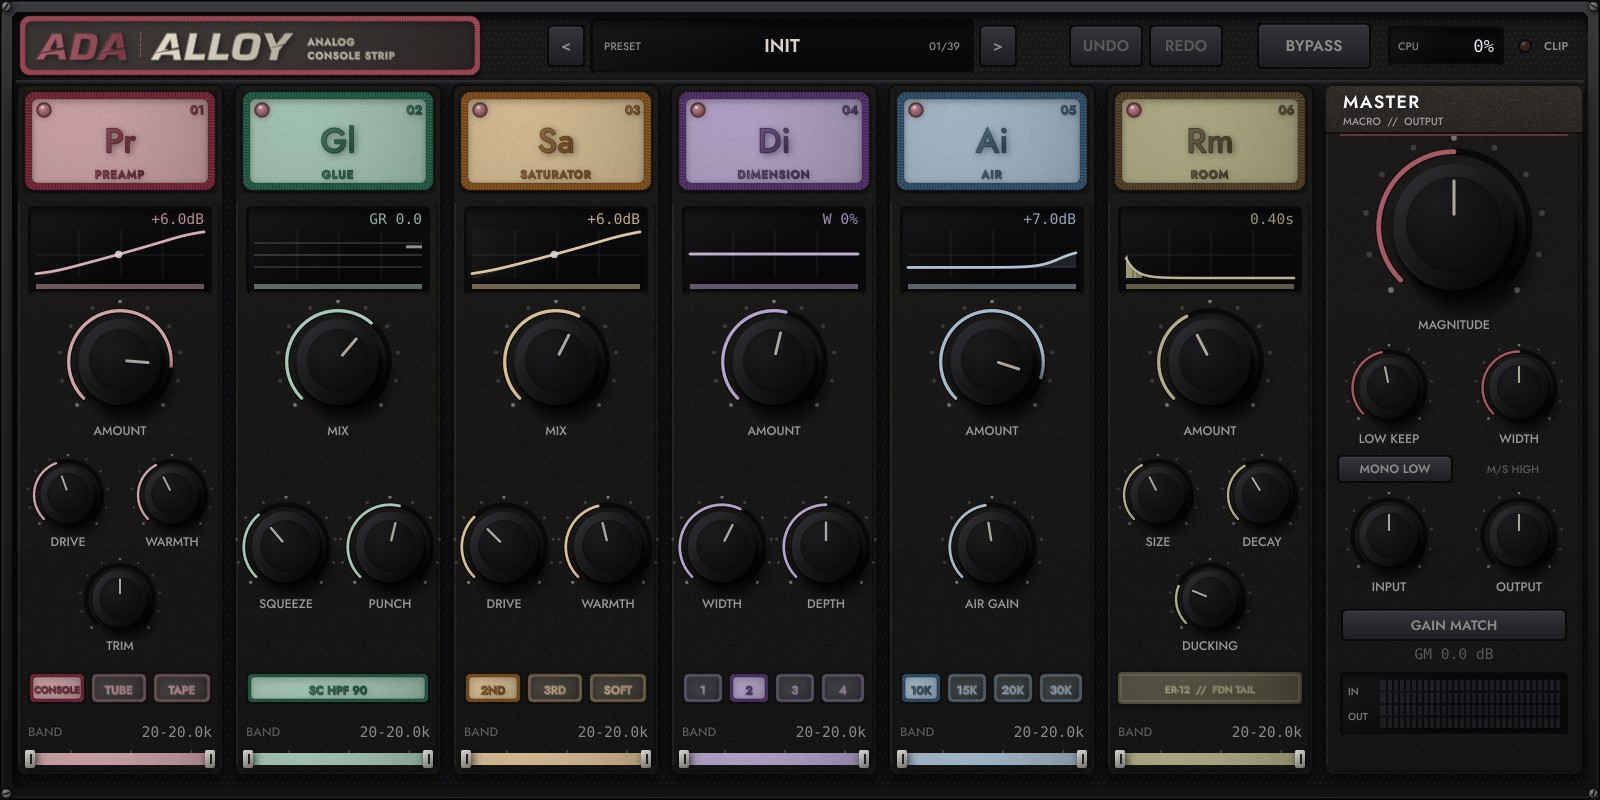 ADA ALLOY ANALOG CONSOLE STRIP
< PRESET INIT 01/39 >
UNDO REDO BYPASS CPU 0% CLIP
01 Pr PREAMP
02 Gl GLUE
03 Sa SATURATOR
04 Di DIMENSION
05 Ai AIR
06 Rm ROOM
MASTER
MACRO // OUTPUT
+6.0dB GR 0.0 +6.0dB W 0% +7.0dB 0.40s
MAGNITUDE
AMOUNT MIX MIX AMOUNT AMOUNT AMOUNT
LOW KEEP WIDTH
MONO LOW M/S HIGH
DRIVE WARMTH SIZE DECAY
INPUT OUTPUT
SQUEEZE PUNCH DRIVE WARMTH WIDTH DEPTH AIR GAIN
TRIM DUCKING
GAIN MATCH
GM 0.0 dB
CONSOLE TUBE TAPE SC HPF 90 2ND 3RD SOFT 1 2 3 4 10K 15K 20K 30K ER-12 // FDN TAIL
IN
OUT
BAND 20-20.0k BAND 20-20.0k BAND 20-20.0k BAND 20-20.0k BAND 20-20.0k BAND 20-20.0k